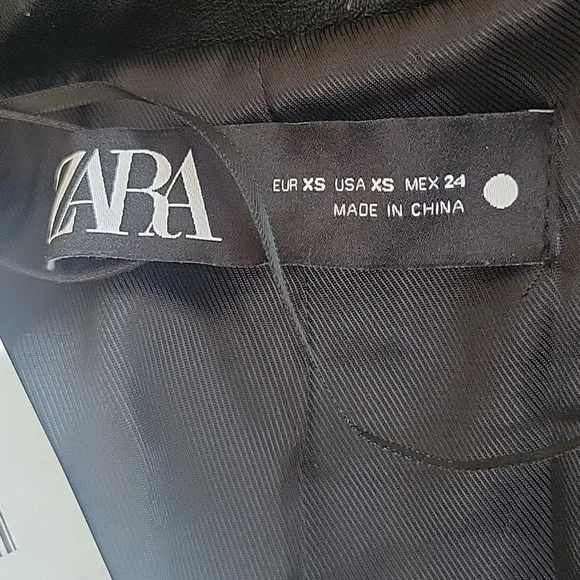 ZARA
EUR XS USA XS MEX 24
MADE IN CHINA